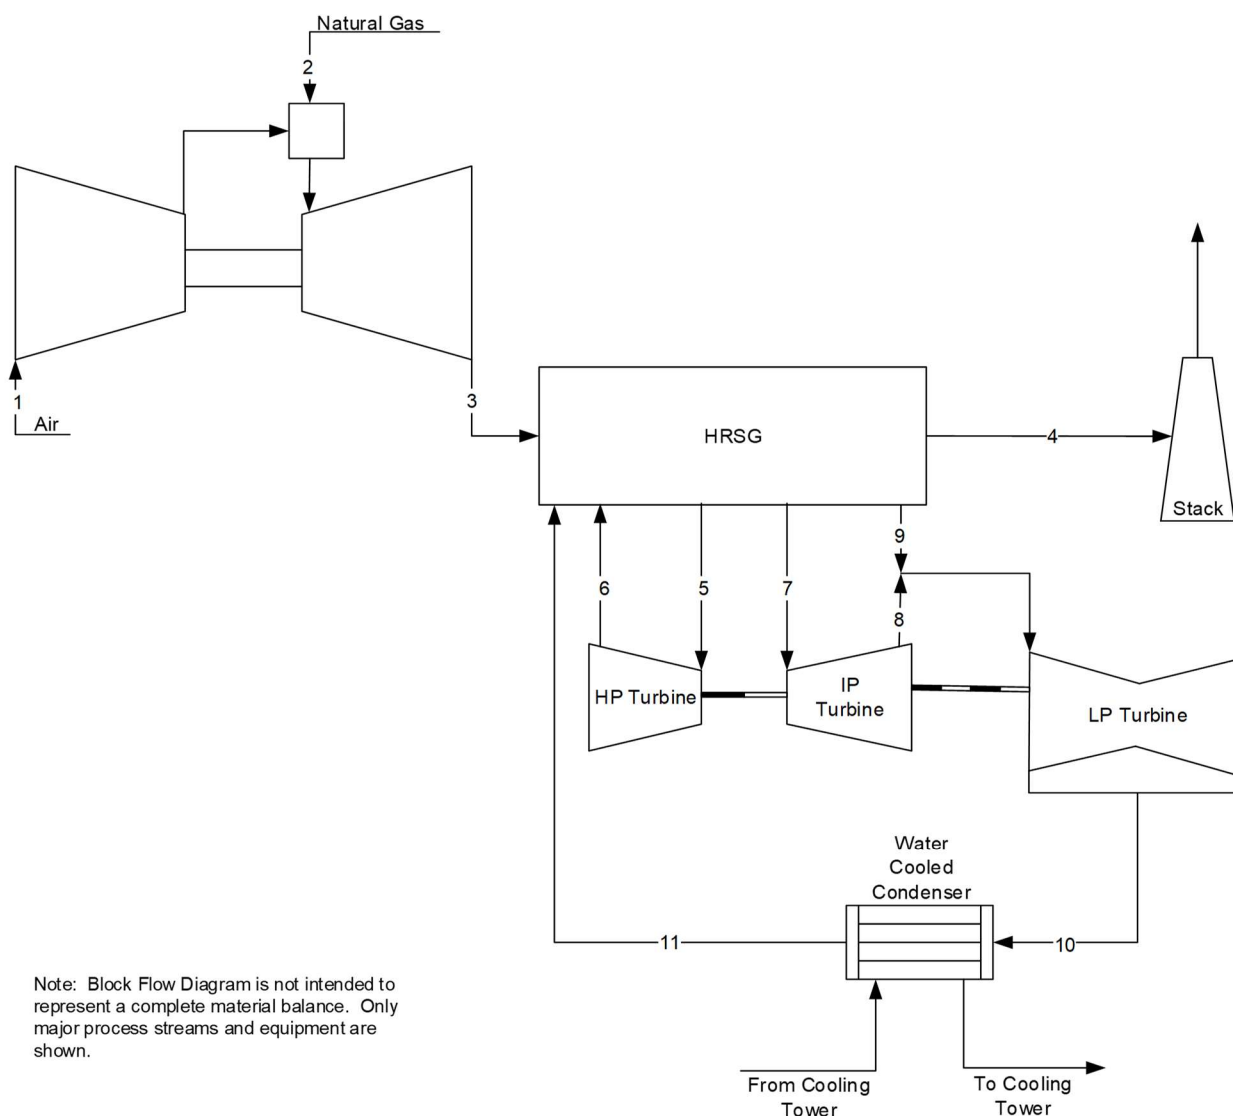 Natural Gas
2
1
Air
3
HRSG
4
Stack
9
6
5
7
8
HP Turbine
IP
Turbine
LP Turbine
Water
Cooled
Condenser
11
10
Note: Block Flow Diagram is not intended to
represent a complete material balance. Only
major process streams and equipment are
shown.
From Cooling
Tower
To Cooling
Tower